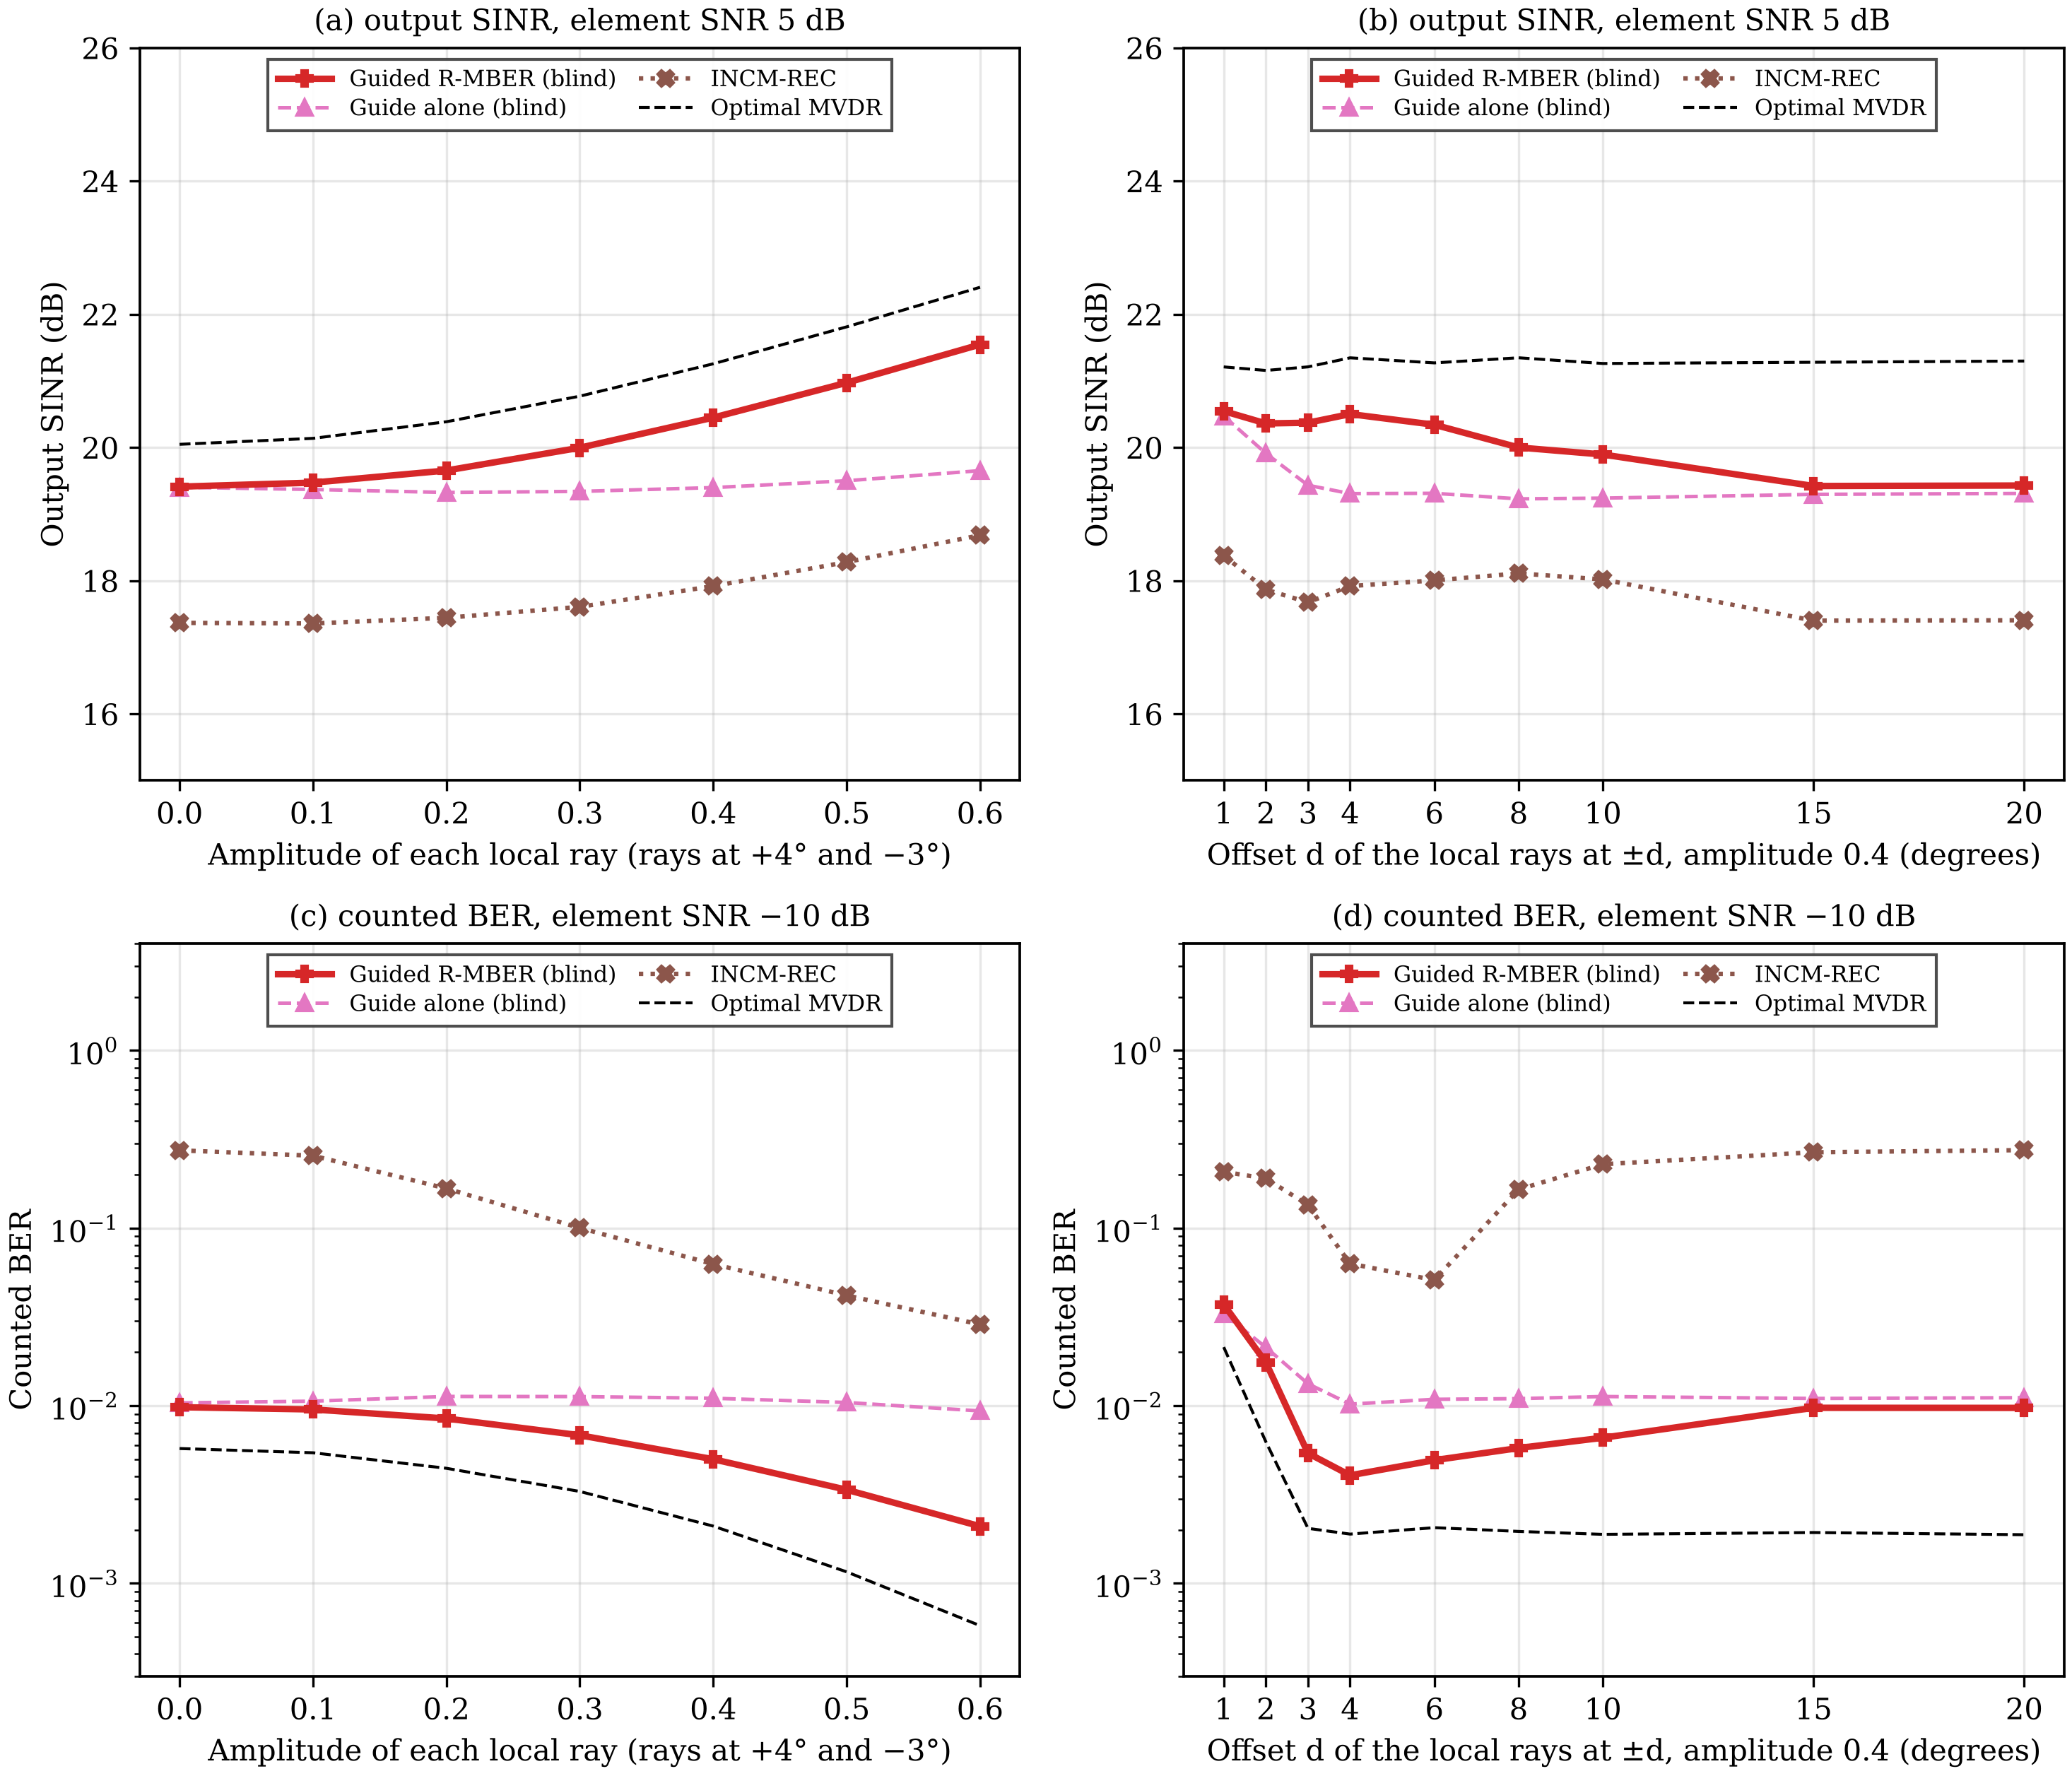 (a) output SINR, element SNR 5 dB
26
24
22
20
18
16
Output SINR (dB)
Guided R-MBER (blind)
Guide alone (blind)
INCM-REC
Optimal MVDR
0.0 0.1 0.2 0.3 0.4 0.5 0.6
Amplitude of each local ray (rays at +4° and −3°)
(b) output SINR, element SNR 5 dB
26
24
22
20
18
16
Output SINR (dB)
Guided R-MBER (blind)
Guide alone (blind)
INCM-REC
Optimal MVDR
1 2 3 4 6 8 10 15 20
Offset d of the local rays at ±d, amplitude 0.4 (degrees)
(c) counted BER, element SNR −10 dB
10⁰
10⁻¹
10⁻²
10⁻³
Counted BER
Guided R-MBER (blind)
Guide alone (blind)
INCM-REC
Optimal MVDR
0.0 0.1 0.2 0.3 0.4 0.5 0.6
Amplitude of each local ray (rays at +4° and −3°)
(d) counted BER, element SNR −10 dB
10⁰
10⁻¹
10⁻²
10⁻³
Counted BER
Guided R-MBER (blind)
Guide alone (blind)
INCM-REC
Optimal MVDR
1 2 3 4 6 8 10 15 20
Offset d of the local rays at ±d, amplitude 0.4 (degrees)